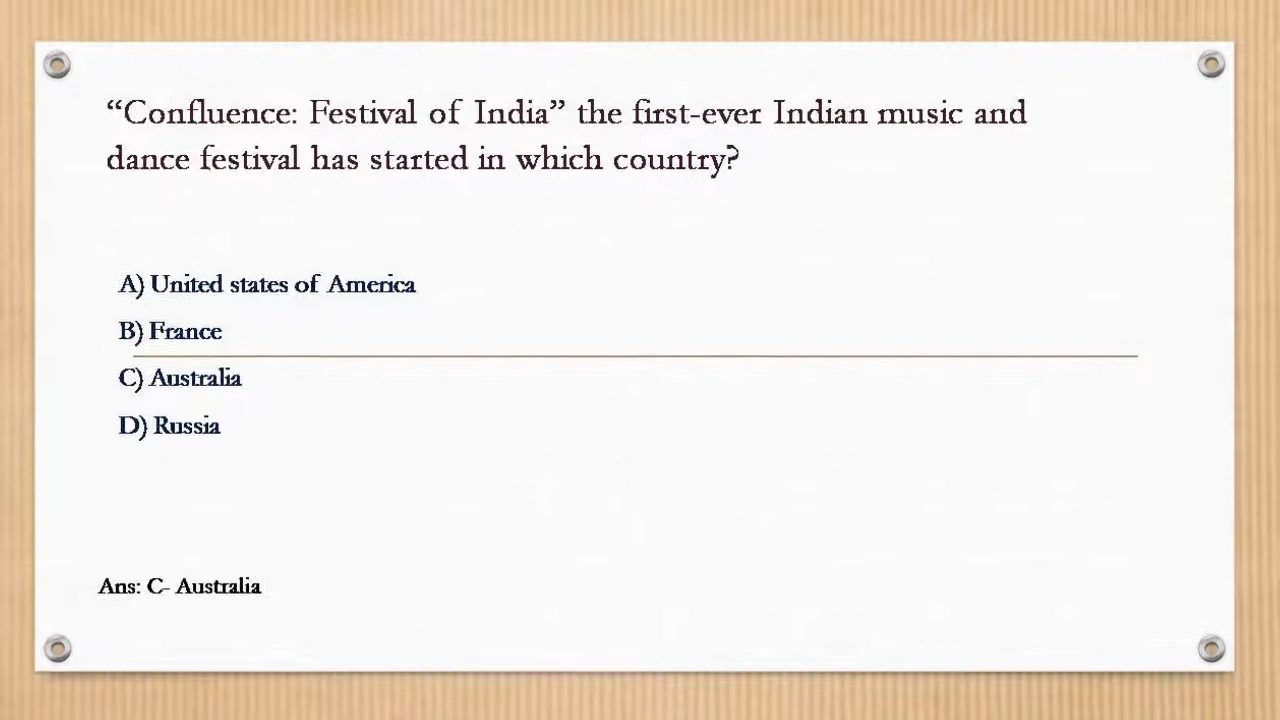 “Confluence: Festival of India” the first-ever Indian music and
dance festival has started in which country?
A) United states of America
B) France
C) Australia
D) Russia
Ans: C- Australia